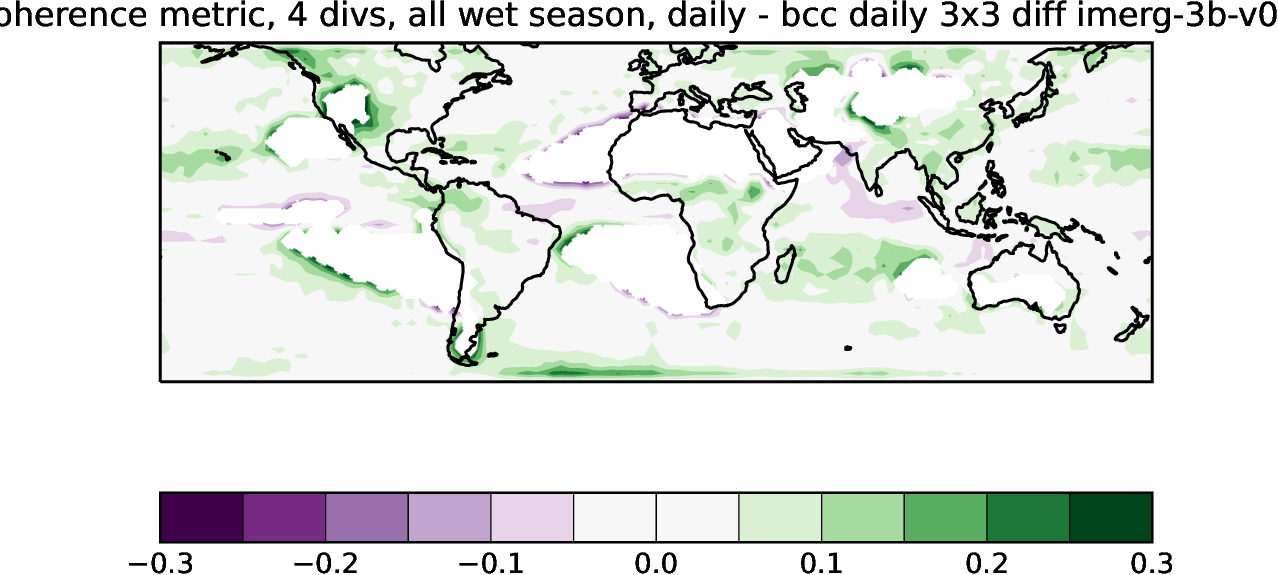 oherence metric, 4 divs, all wet season, daily - bcc daily 3x3 diff imerg-3b-v0
−0.3 −0.2 −0.1 0.0 0.1 0.2 0.3